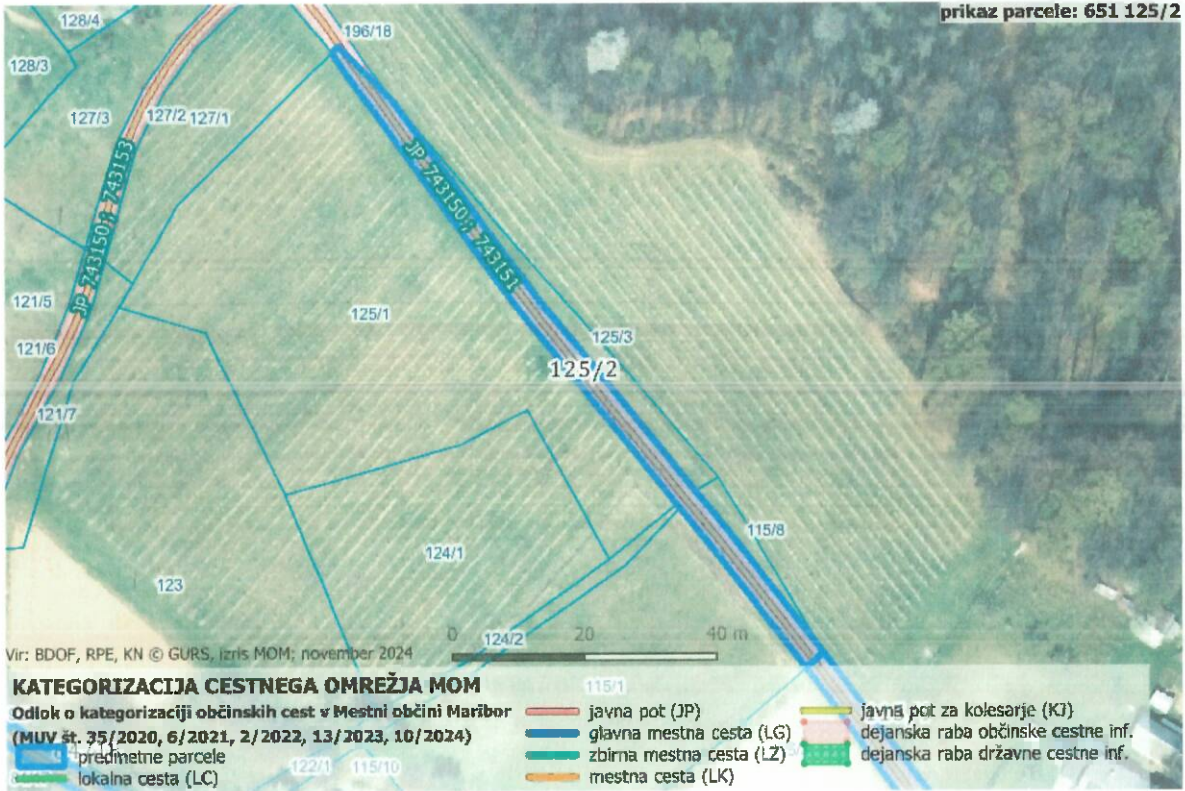 prikaz parcele: 651 125/2
128/4
196/18
128/3
127/3
127/2
127/1
JP 743150
743153
JP 743150
743151
121/5
125/1
125/3
121/6
125/2
121/7
115/8
124/1
123
0 20 40 m
124/2
Vir: BDOF, RPE, KN © GURS, izris MOM; november 2024
KATEGORIZACIJA CESTNEGA OMREŽJA MOM
115/1
Odlok o kategorizaciji občinskih cest v Mestni občini Maribor
(MUV št. 35/2020, 6/2021, 2/2022, 13/2023, 10/2024)
predmetne parcele
lokalna cesta (LC)
122/1
115/10
javna pot (JP)
glavna mestna cesta (LG)
zbirna mestna cesta (LZ)
mestna cesta (LK)
javna pot za kolesarje (KJ)
dejanska raba občinske cestne inf.
dejanska raba državne cestne inf.